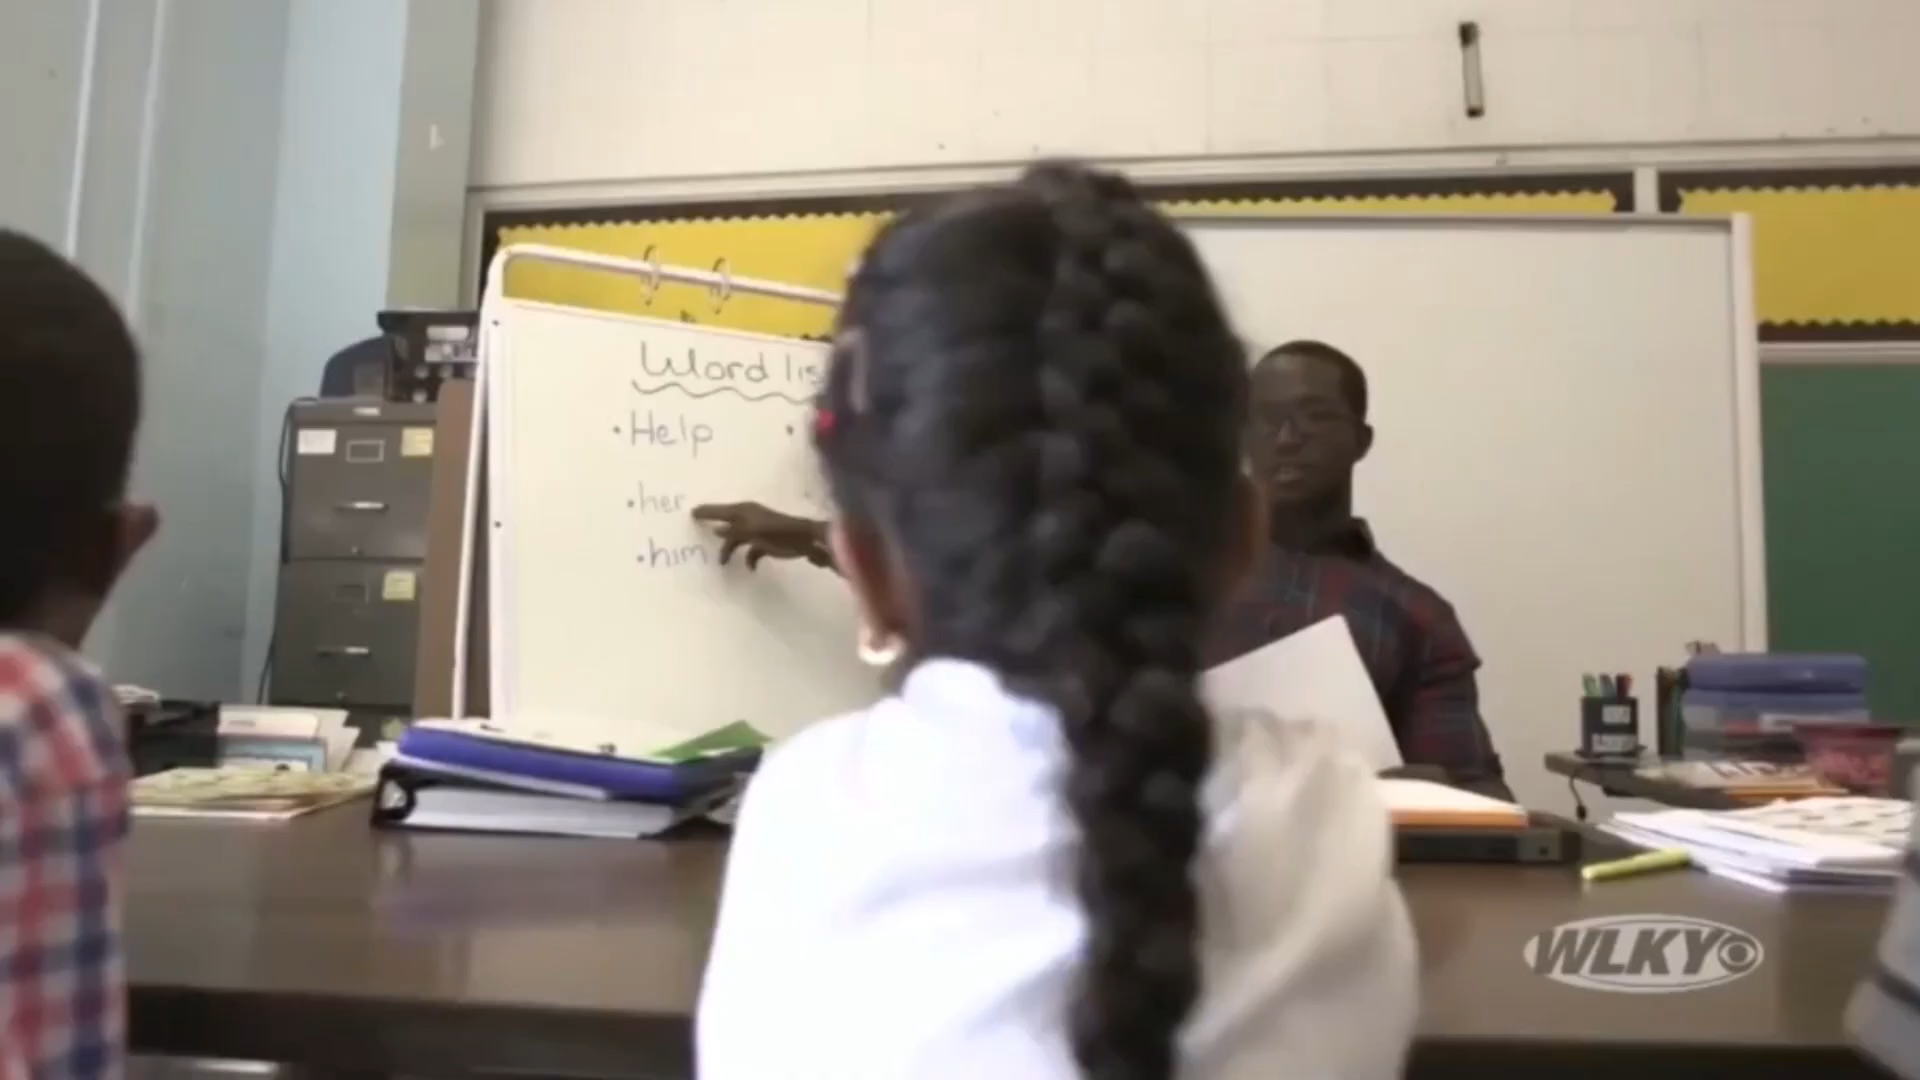 Word lis
• Help
• her
• him
WLKY